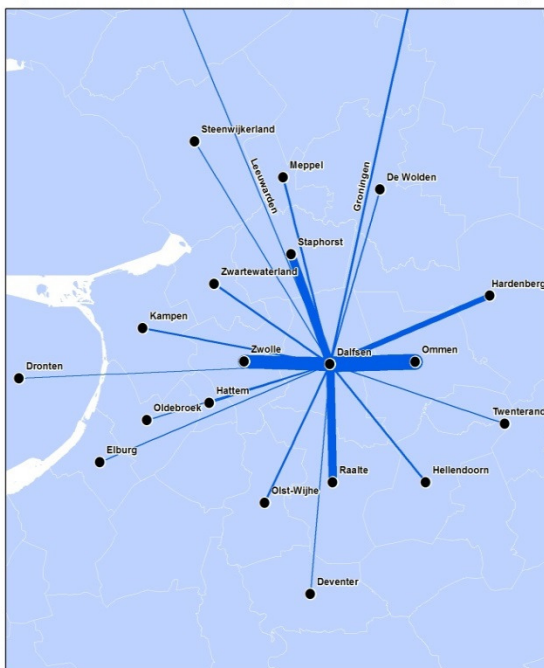 Steenwijkerland
Leeuwarden
Meppel
Groningen
De Wolden
Staphorst
Zwartewaterland
Hardenberg
Kampen
Zwolle
Dalfsen
Ommen
Dronten
Hattem
Oldebroek
Twenterand
Elburg
Raalte
Hellendoorn
Olst-Wijhe
Deventer